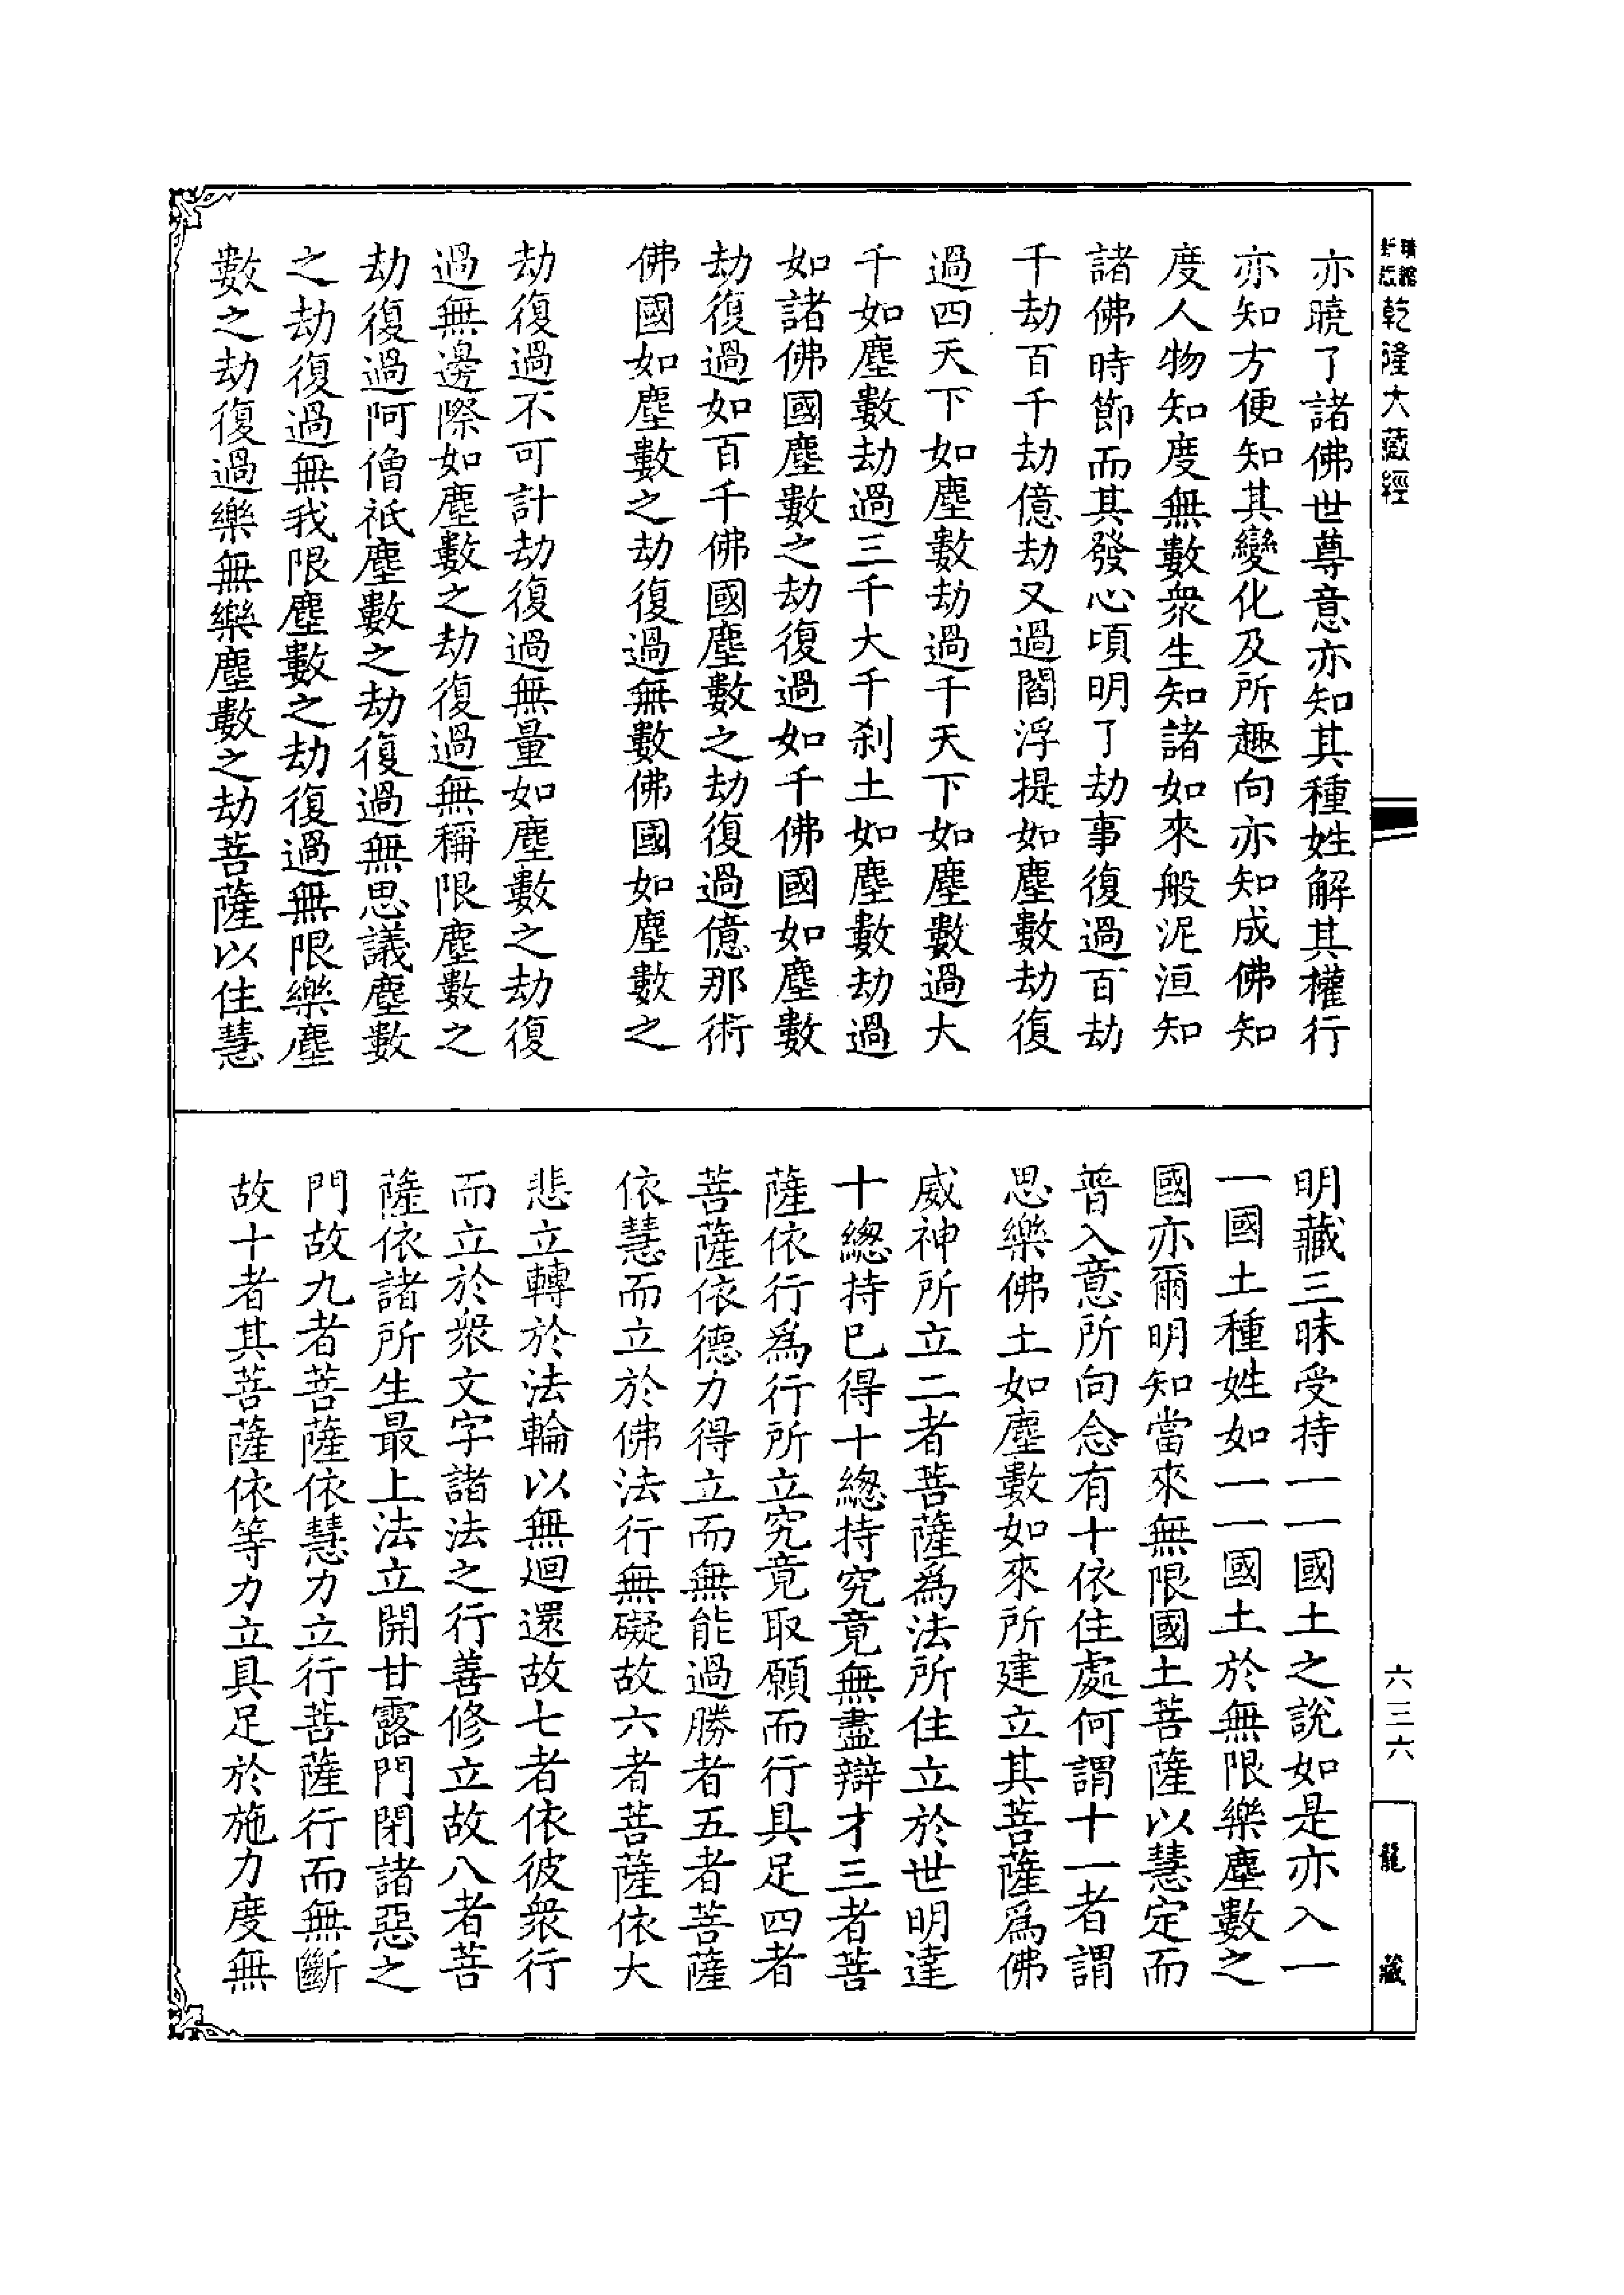 乾隆大藏經
亦曉了諸佛世尊意亦知其種姓解其權行
亦知方便知其變化及所趣向亦知成佛知
度人物知度無數衆生知諸如來般泥洹知
諸佛時節而其發心頃明了劫事復過百劫
千劫百千劫億劫又過閻浮提如塵數劫復
過四天下如塵數劫過千天下如塵數過大
千如塵數劫過三千大千刹土如塵數劫過
如諸佛國塵數之劫復過如千佛國如塵數
劫復過如百千佛國塵數之劫復過億那術
佛國如塵數之劫復過無數佛國如塵數之
劫復過不可計劫復過無量如塵數之劫復
過無邊際如塵數之劫復過無稱限塵數之
劫復過阿僧祇塵數之劫復過無思議塵數
之劫復過無我限塵數之劫復過無限樂塵
數之劫復過樂無樂塵數之劫菩薩以住慧
明藏三昧受持一一國土之說如是亦入一
一國土種姓如一一國土於無限樂塵數之
國亦爾明知當來無限國土菩薩以慧定而
普入意所向念有十依住處何謂十一者謂
思樂佛土如塵數如來所建立其菩薩爲佛
威神所立二者菩薩爲法所住立於世明達
十總持已得十總持究竟無盡辯才三者菩
薩依行爲行所立究竟取願而行具足四者
菩薩依德力得立而無能過勝者五者菩薩
依慧而立於佛法行無礙故六者菩薩依大
悲立轉於法輪以無迴還故七者依彼衆行
而立於衆文字諸法之行善修立故八者菩
薩依諸所生最上法立開甘露門閉諸惡之
門故九者菩薩依慧力立行菩薩行而無斷
故十者其菩薩依等力立具足於施力度無
六三六
龍藏